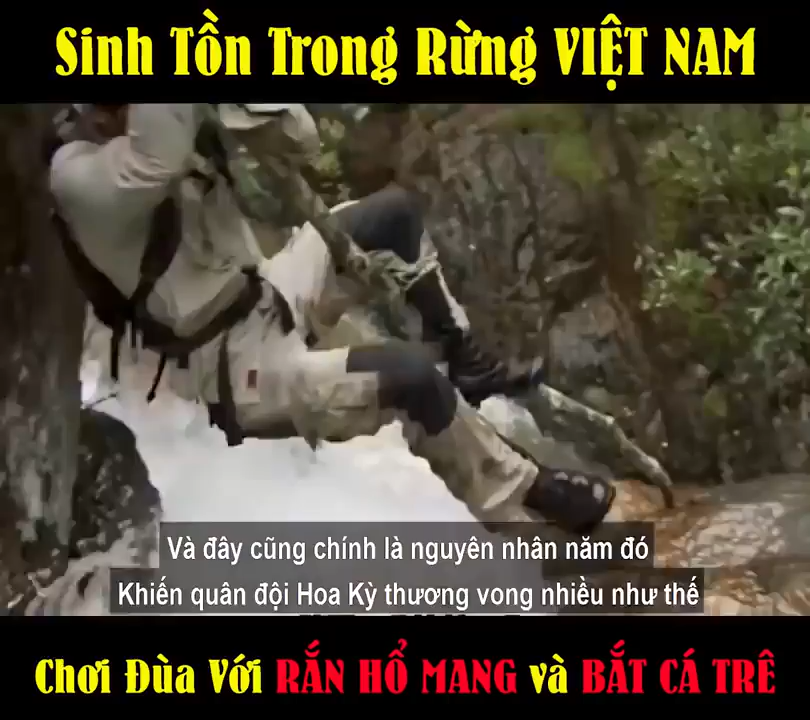 Sinh Tồn Trong Rừng VIỆT NAM
Và đây cũng chính là nguyên nhân năm đó
Khiến quân đội Hoa Kỳ thương vong nhiều như thế
Chơi Đùa Với RẮN HỔ MANG và BẮT CÁ TRÊ